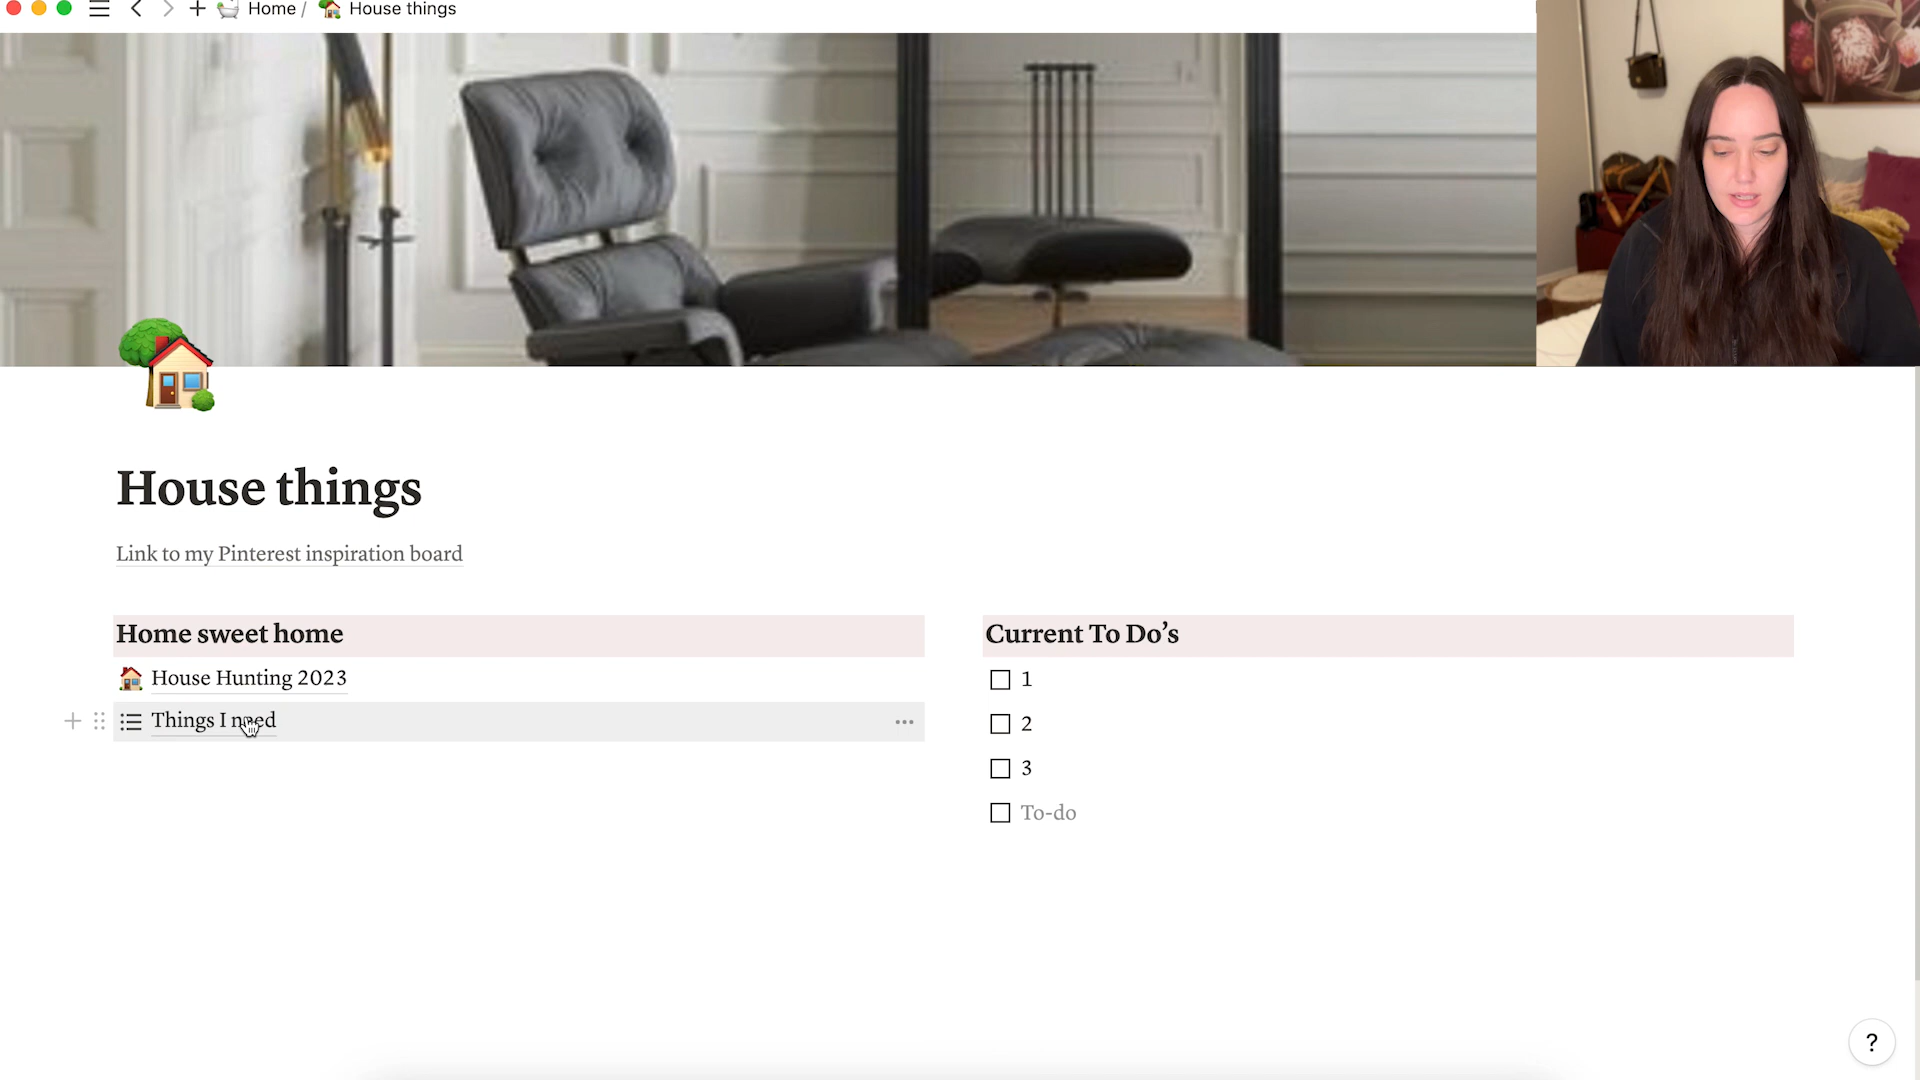 Home / House things
House things
Link to my Pinterest inspiration board
Home sweet home
House Hunting 2023
Things I need
Current To Do’s
1
2
3
To-do
?